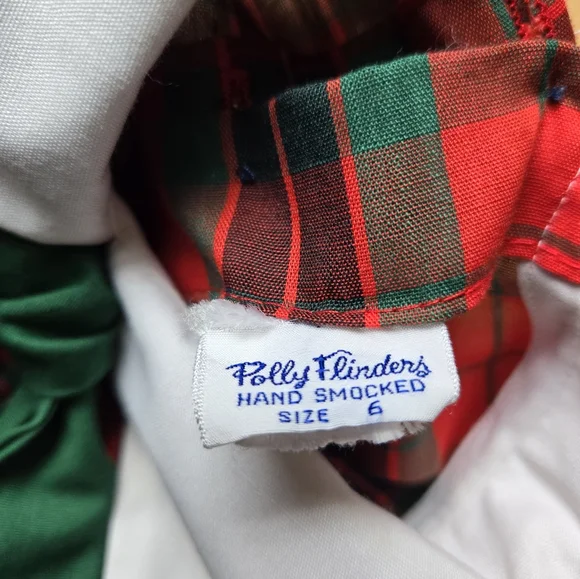 Polly Flinders
HAND SMOCKED
SIZE 6